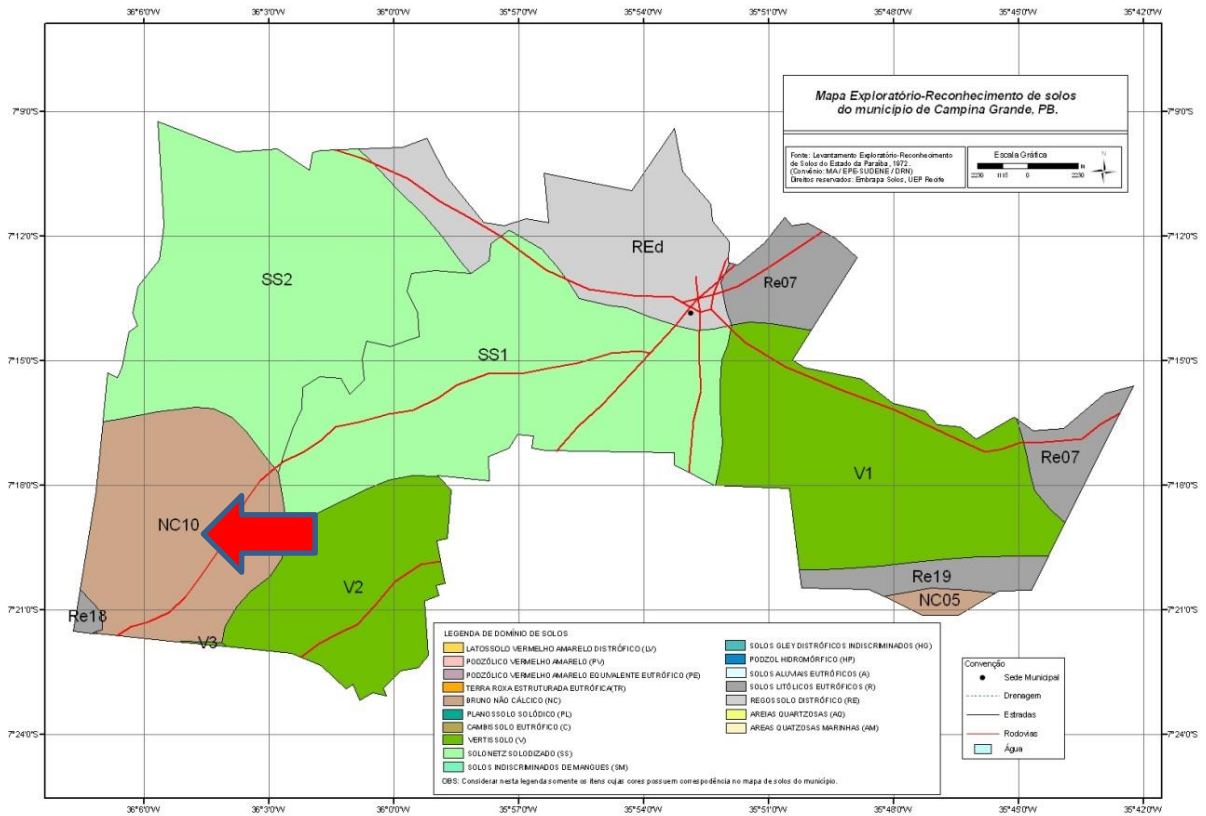 36°6'0"W 36°3'0"W 36°0'0"W 35°57'0"W 35°54'0"W 35°51'0"W 35°48'0"W 35°45'0"W 35°42'0"W
Mapa Exploratório-Reconhecimento de solos
do município de Campina Grande, PB.
7°9'0"S 7°9'0"S
Fonte: Levantamento Exploratório-Reconhecimento
de Solos do Estado da Paraíba, 1972.
(Convênio: MA/EPE-SUDENE/DRN)
Direitos reservados: Embrapa Solos, UEP Recife
Escala Gráfica
2230 1115 0 2230
N
7°12'0"S 7°12'0"S
REd
SS2
Re07
7°15'0"S 7°15'0"S
SS1
Re07
V1
7°18'0"S 7°18'0"S
NC10
V2
Re19
NC05
7°21'0"S 7°21'0"S
Re18
V3
LEGENDA DE DOMÍNIO DE SOLOS
LATOSSOLO VERMELHO AMARELO DISTRÓFICO (LV)
PODZÓLICO VERMELHO AMARELO (PV)
PODZÓLICO VERMELHO AMARELO EQUIVALENTE EUTRÓFICO (PE)
TERRA ROXA ESTRUTURADA EUTRÓFICA(TR)
BRUNO NÃO CÁLCICO (NC)
PLANOSSOLO SOLÓDICO (PL)
CAMBISSOLO EUTRÓFICO (C)
VERTISSOLO (V)
SOLONETZ SOLODIZADO (SS)
SOLOS INDISCRIMINADOS DE MANGUES (SM)
SOLOS GLEY DISTRÓFICOS INDISCRIMINADOS (HG)
PODZOL HIDROMÓRFICO (HP)
SOLOS ALUVIAIS EUTRÓFICOS (A)
SOLOS LITÓLICOS EUTRÓFICOS (R)
REGOSSOLO DISTRÓFICO (RE)
AREIAS QUARTZOSAS (AQ)
AREAS QUATZOSAS MARINHAS (AM)
OBS: Considerar nesta legenda somente os itens cujas cores possuem correspodência no mapa de solos do município.
Convenção
Sede Municipal
Drenagem
Estradas
Rodovias
Água
7°24'0"S 7°24'0"S
36°6'0"W 36°3'0"W 36°0'0"W 35°57'0"W 35°54'0"W 35°51'0"W 35°48'0"W 35°45'0"W 35°42'0"W